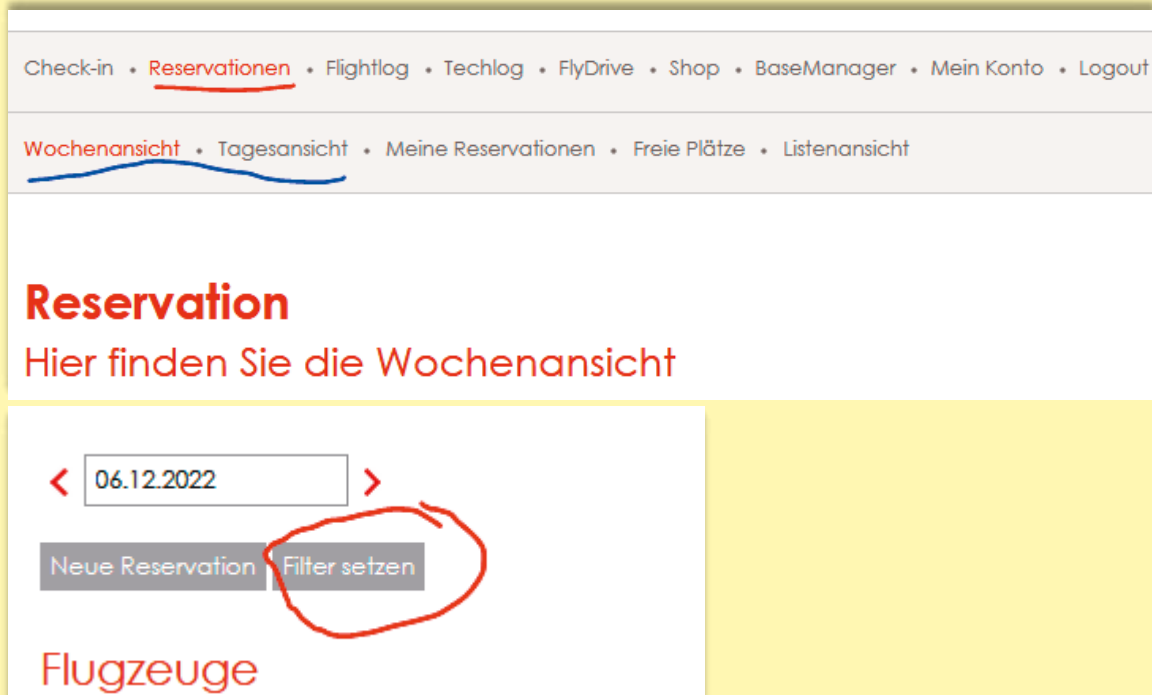 Check-in • Reservationen • Flightlog • Techlog • FlyDrive • Shop • BaseManager • Mein Konto • Logout
Wochenansicht • Tagesansicht • Meine Reservationen • Freie Plätze • Listenansicht
Reservation
Hier finden Sie die Wochenansicht
06.12.2022
Neue Reservation Filter setzen
Flugzeuge